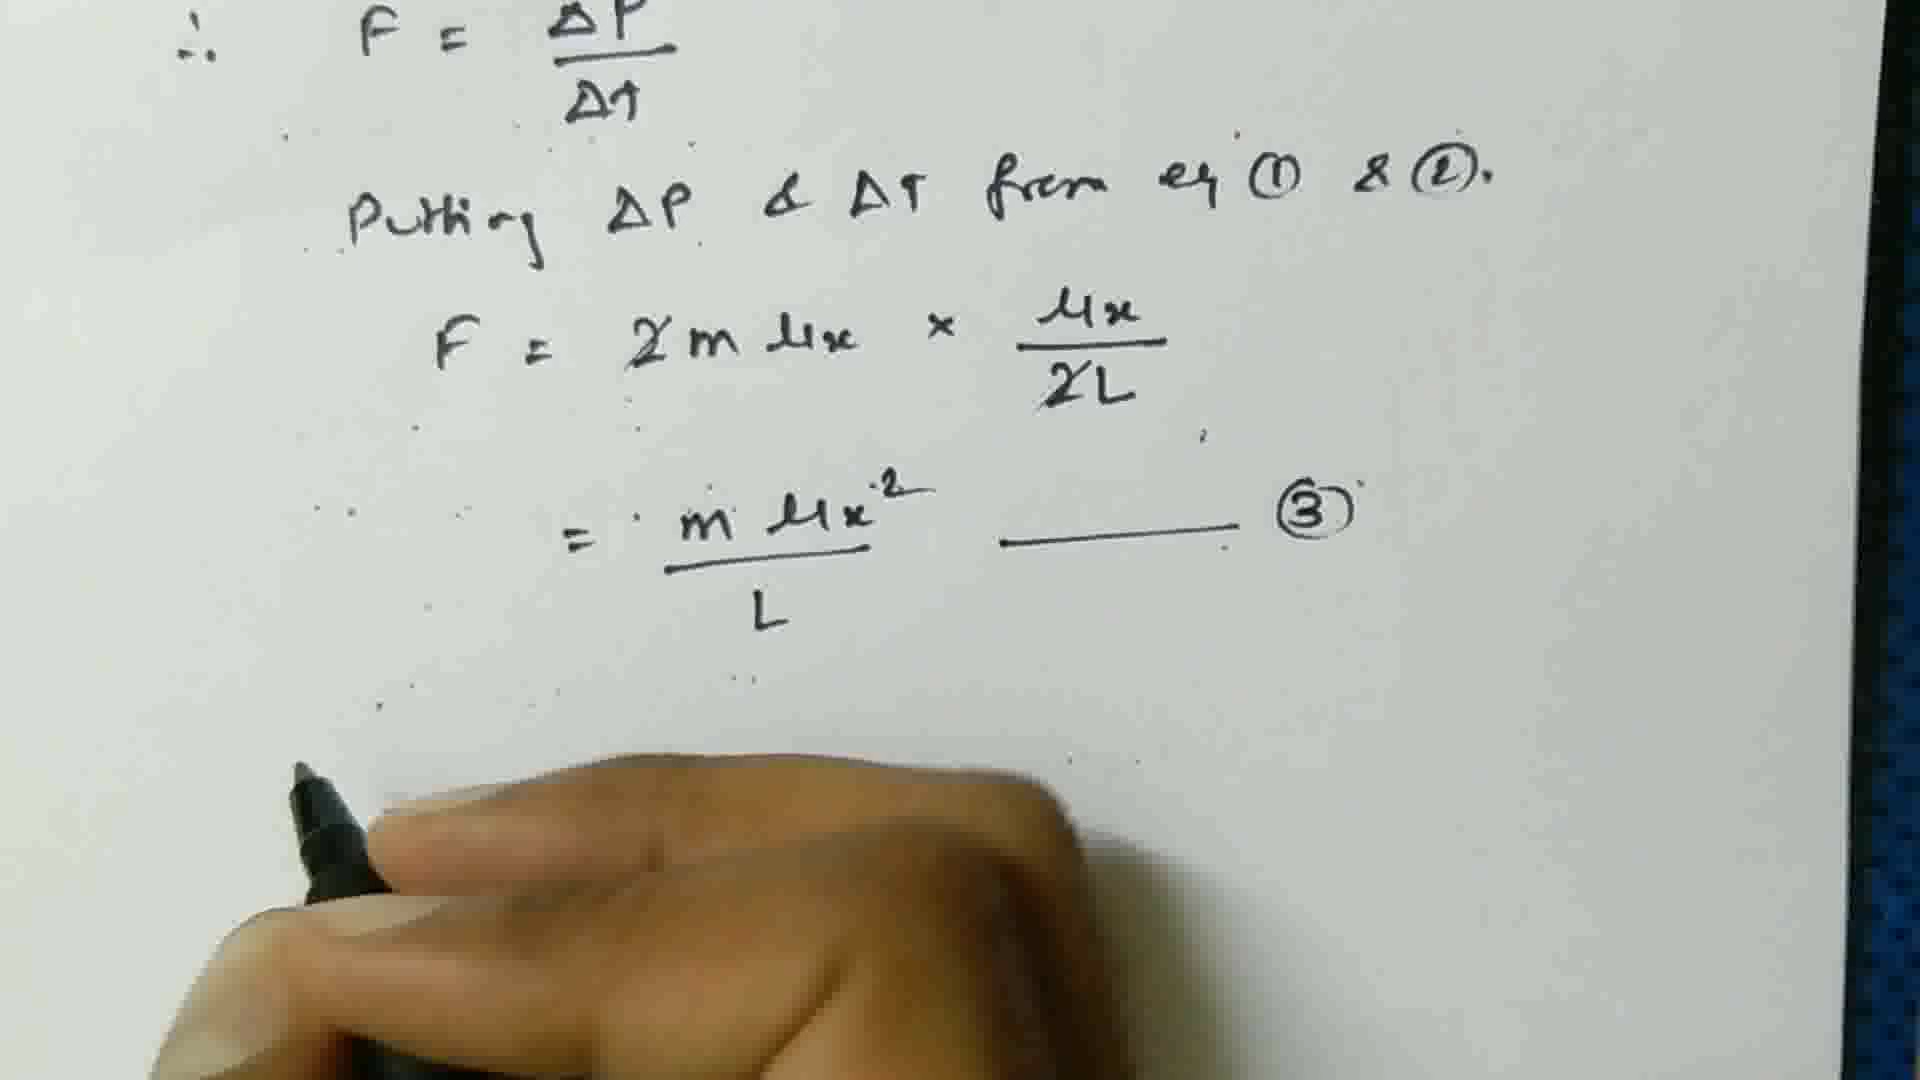 ∴ F = ΔP / Δt
Putting ΔP & Δt from eq ① & ②.
F = 2m ux × ux / 2L
= m ux² / L ——— ③